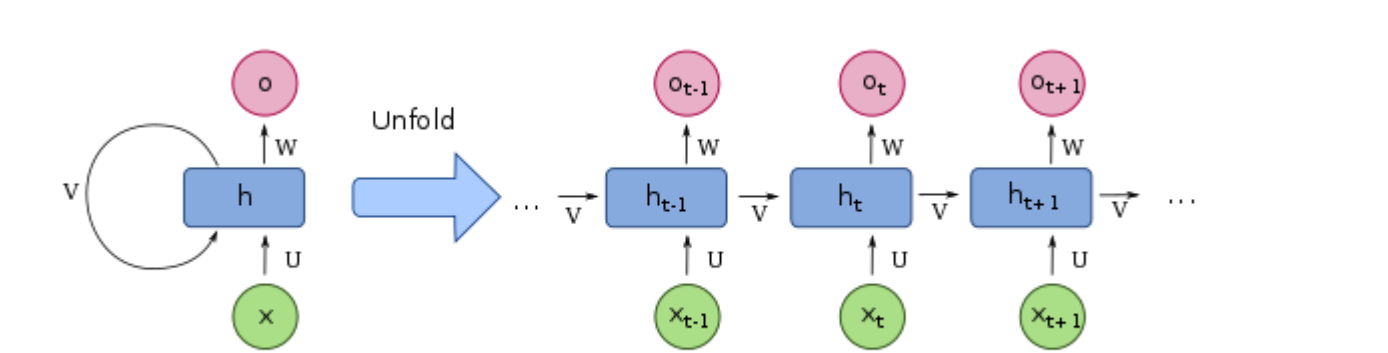 o
o_{t-1}
o_t
o_{t+1}
Unfold
W
W
W
W
V
h
...
V
h_{t-1}
V
h_t
V
h_{t+1}
V
...
U
U
U
U
x
x_{t-1}
x_t
x_{t+1}